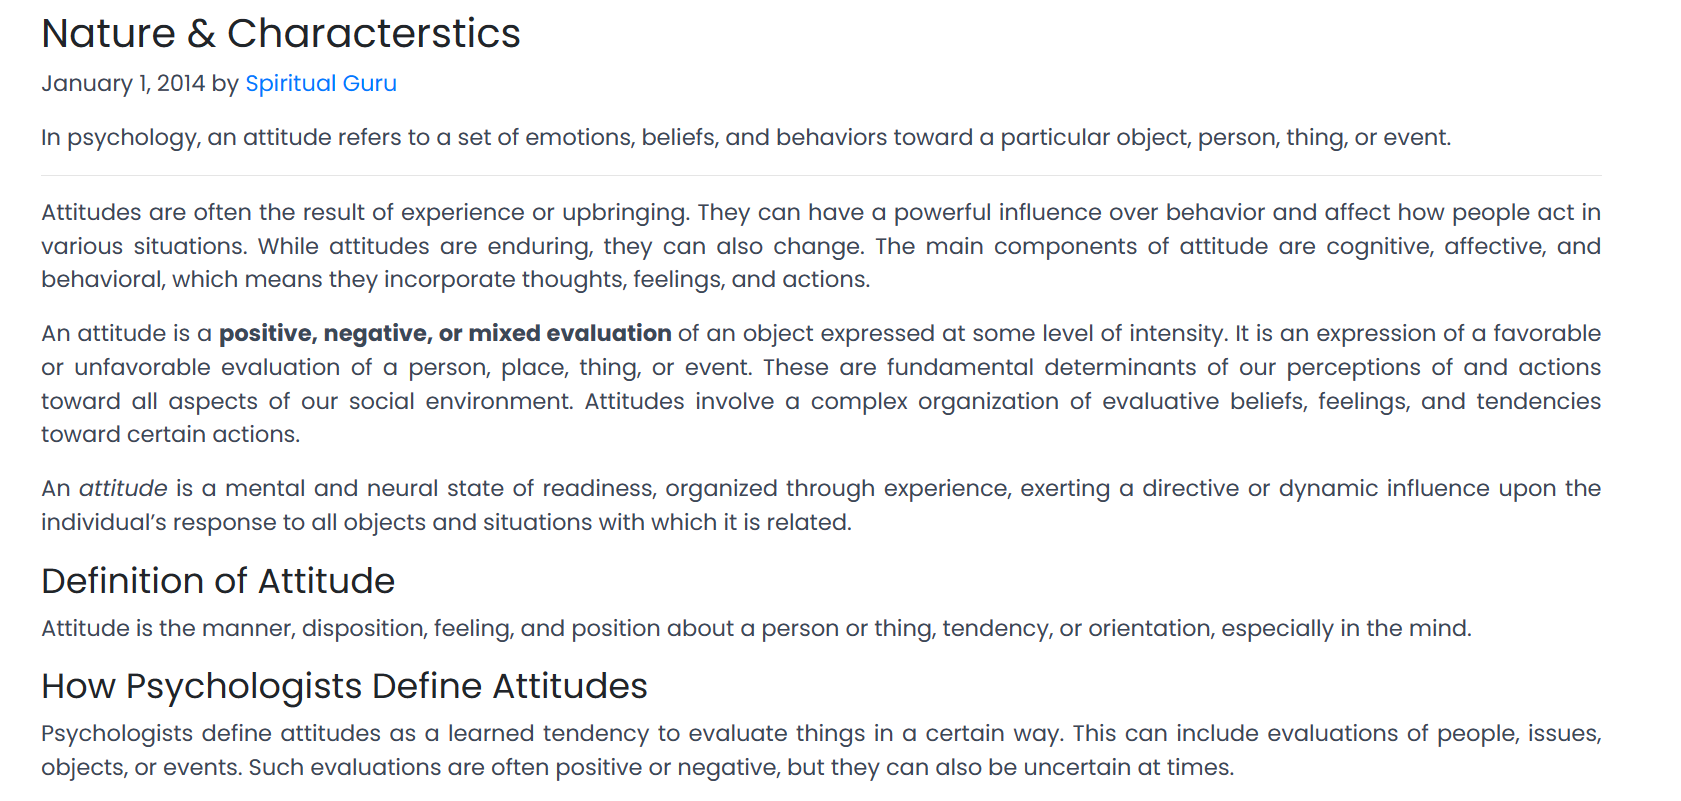 Nature & Characterstics
January 1, 2014 by Spiritual Guru
In psychology, an attitude refers to a set of emotions, beliefs, and behaviors toward a particular object, person, thing, or event.
Attitudes are often the result of experience or upbringing. They can have a powerful influence over behavior and affect how people act in
various situations. While attitudes are enduring, they can also change. The main components of attitude are cognitive, affective, and
behavioral, which means they incorporate thoughts, feelings, and actions.
An attitude is a positive, negative, or mixed evaluation of an object expressed at some level of intensity. It is an expression of a favorable
or unfavorable evaluation of a person, place, thing, or event. These are fundamental determinants of our perceptions of and actions
toward all aspects of our social environment. Attitudes involve a complex organization of evaluative beliefs, feelings, and tendencies
toward certain actions.
An attitude is a mental and neural state of readiness, organized through experience, exerting a directive or dynamic influence upon the
individual’s response to all objects and situations with which it is related.
Definition of Attitude
Attitude is the manner, disposition, feeling, and position about a person or thing, tendency, or orientation, especially in the mind.
How Psychologists Define Attitudes
Psychologists define attitudes as a learned tendency to evaluate things in a certain way. This can include evaluations of people, issues,
objects, or events. Such evaluations are often positive or negative, but they can also be uncertain at times.